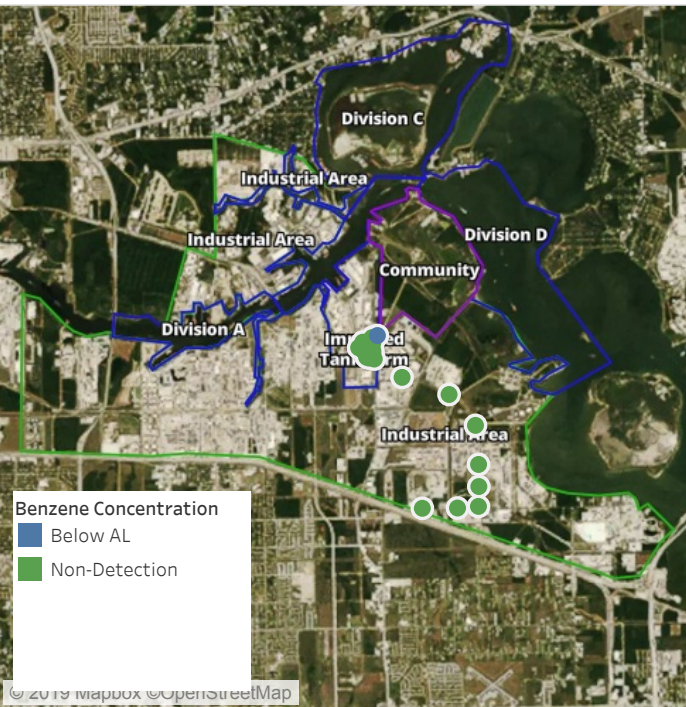 Division C
Industrial Area
Division D
Industrial Area
Community
Division A
Industrial Area
Benzene Concentration
Below AL
Non-Detection
© 2019 Mapbox ©OpenStreetMap